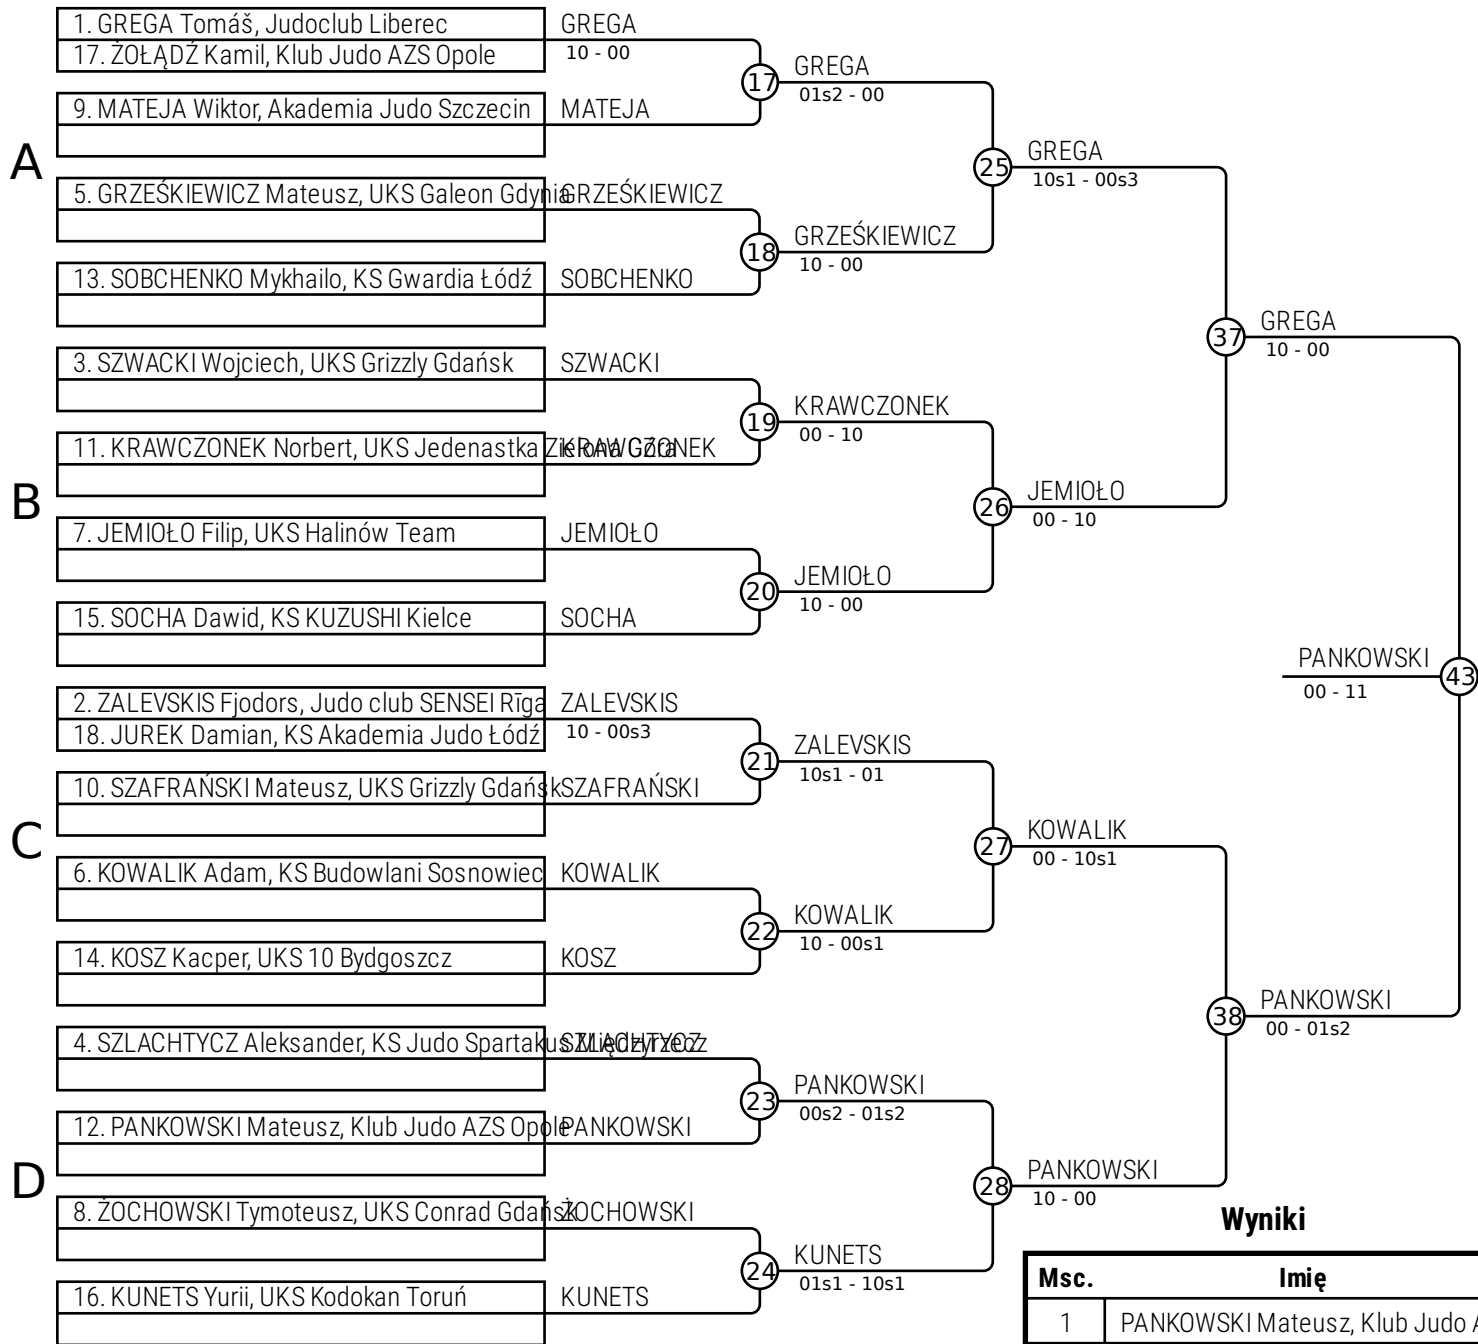 1. GREGA Tomáš, Judoclub Liberec
GREGA
17. ŻOŁĄDŹ Kamil, Klub Judo AZS Opole
10 - 00
17
GREGA
01s2 - 00
9. MATEJA Wiktor, Akademia Judo Szczecin
MATEJA
A
25
GREGA
10s1 - 00s3
5. GRZEŚKIEWICZ Mateusz, UKS Galeon Gdynia
GRZEŚKIEWICZ
18
GRZEŚKIEWICZ
10 - 00
13. SOBCHENKO Mykhailo, KS Gwardia Łódź
SOBCHENKO
37
GREGA
10 - 00
3. SZWACKI Wojciech, UKS Grizzly Gdańsk
SZWACKI
19
KRAWCZONEK
00 - 10
11. KRAWCZONEK Norbert, UKS Jedenastka Zielona Góra
KRAWCZONEK
B
26
JEMIOŁO
00 - 10
7. JEMIOŁO Filip, UKS Halinów Team
JEMIOŁO
20
JEMIOŁO
10 - 00
15. SOCHA Dawid, KS KUZUSHI Kielce
SOCHA
PANKOWSKI
43
00 - 11
2. ZALEVSKIS Fjodors, Judo club SENSEI Rīga
ZALEVSKIS
18. JUREK Damian, KS Akademia Judo Łódź
10 - 00s3
21
ZALEVSKIS
10s1 - 01
10. SZAFRAŃSKI Mateusz, UKS Grizzly Gdańsk
SZAFRAŃSKI
C
27
KOWALIK
00 - 10s1
6. KOWALIK Adam, KS Budowlani Sosnowiec
KOWALIK
22
KOWALIK
10 - 00s1
14. KOSZ Kacper, UKS 10 Bydgoszcz
KOSZ
38
PANKOWSKI
00 - 01s2
4. SZLACHTYCZ Aleksander, KS Judo Spartakus Międzyrzecz
SZLACHTYCZ
23
PANKOWSKI
00s2 - 01s2
12. PANKOWSKI Mateusz, Klub Judo AZS Opole
PANKOWSKI
D
28
PANKOWSKI
10 - 00
8. ŻOCHOWSKI Tymoteusz, UKS Conrad Gdańsk
ŻOCHOWSKI
24
KUNETS
01s1 - 10s1
16. KUNETS Yurii, UKS Kodokan Toruń
KUNETS
Wyniki
Msc. Imię
1 PANKOWSKI Mateusz, Klub Judo A